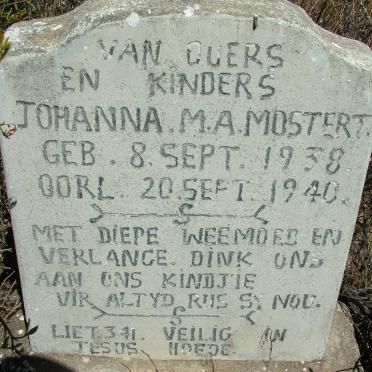 VAN OUERS
EN KINDERS
JOHANNA. M.A. MOSTERT.
GEB. 8. SEPT. 1938
OORL. 20 SEPT 1940.
MET DIEPE WEEMOED EN
VERLANGE. DINK ONS
AAN ONS KINDJIE
VIR ALTYD RUS SY NOU.
LIET 341. VEILIG IN
JESUS HOEDE